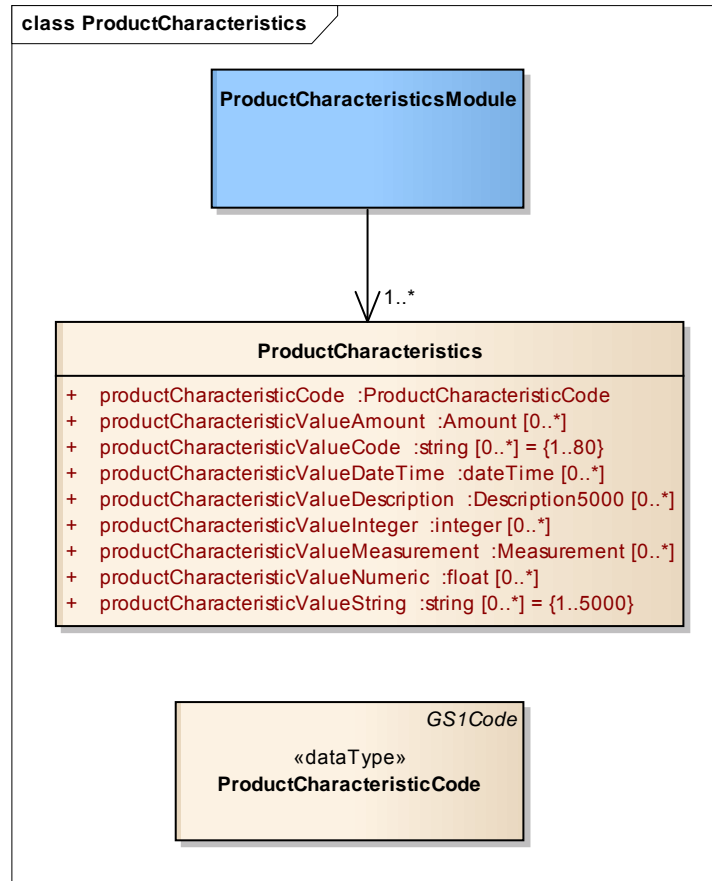 class ProductCharacteristics
ProductCharacteristicsModule
1..*
ProductCharacteristics
+ productCharacteristicCode :ProductCharacteristicCode
+ productCharacteristicValueAmount :Amount [0..*]
+ productCharacteristicValueCode :string [0..*] = {1..80}
+ productCharacteristicValueDateTime :dateTime [0..*]
+ productCharacteristicValueDescription :Description5000 [0..*]
+ productCharacteristicValueInteger :integer [0..*]
+ productCharacteristicValueMeasurement :Measurement [0..*]
+ productCharacteristicValueNumeric :float [0..*]
+ productCharacteristicValueString :string [0..*] = {1..5000}
GS1Code
«dataType»
ProductCharacteristicCode